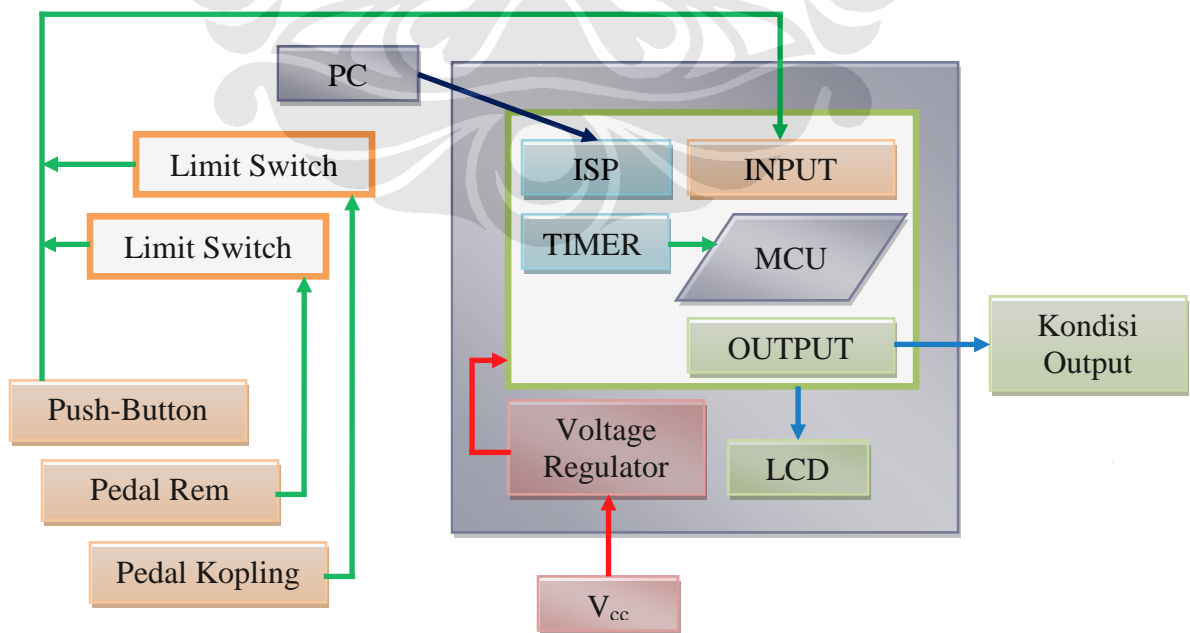 PC
ISP
INPUT
Limit Switch
TIMER
MCU
Limit Switch
OUTPUT
Kondisi
Output
Push-Button
Voltage
Regulator
LCD
Pedal Rem
Pedal Kopling
Vcc